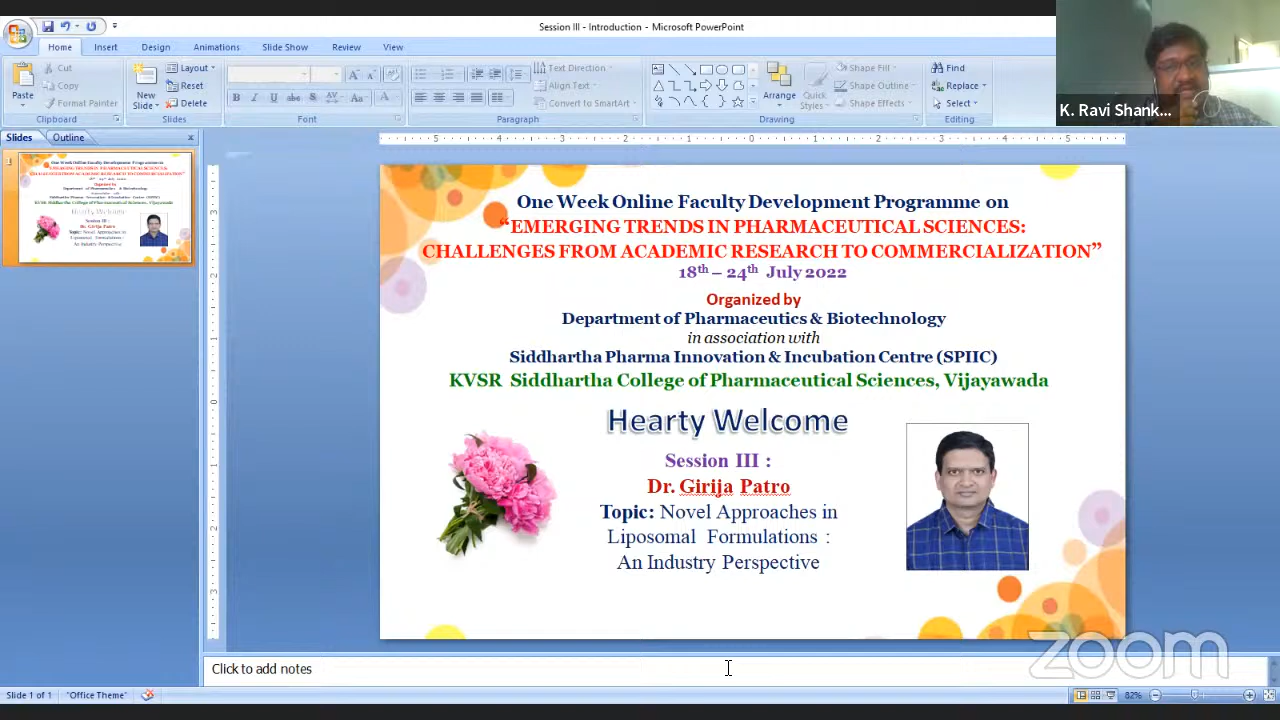 Session III - Introduction - Microsoft PowerPoint
Home Insert Design Animations Slide Show Review View
Paste
Cut
Copy
Format Painter
Clipboard
New
Slide
Layout
Reset
Delete
Slides
Font
Text Direction
Align Text
Convert to SmartArt
Paragraph
Arrange
Quick
Styles
Shape Fill
Shape Outline
Shape Effects
Drawing
Find
Replace
Select
Editing
K. Ravi Shank...
Slides Outline
1
One Week Online Faculty Development Programme on
“EMERGING TRENDS IN PHARMACEUTICAL SCIENCES:
CHALLENGES FROM ACADEMIC RESEARCH TO COMMERCIALIZATION”
18th – 24th July 2022
Organized by
Department of Pharmaceutics & Biotechnology
in association with
Siddhartha Pharma Innovation & Incubation Centre (SPIIC)
KVSR Siddhartha College of Pharmaceutical Sciences, Vijayawada
Hearty Welcome
Session III :
Dr. Girija Patro
Topic: Novel Approaches in
Liposomal Formulations :
An Industry Perspective
zoom
Click to add notes
Slide 1 of 1 "Office Theme" 82%